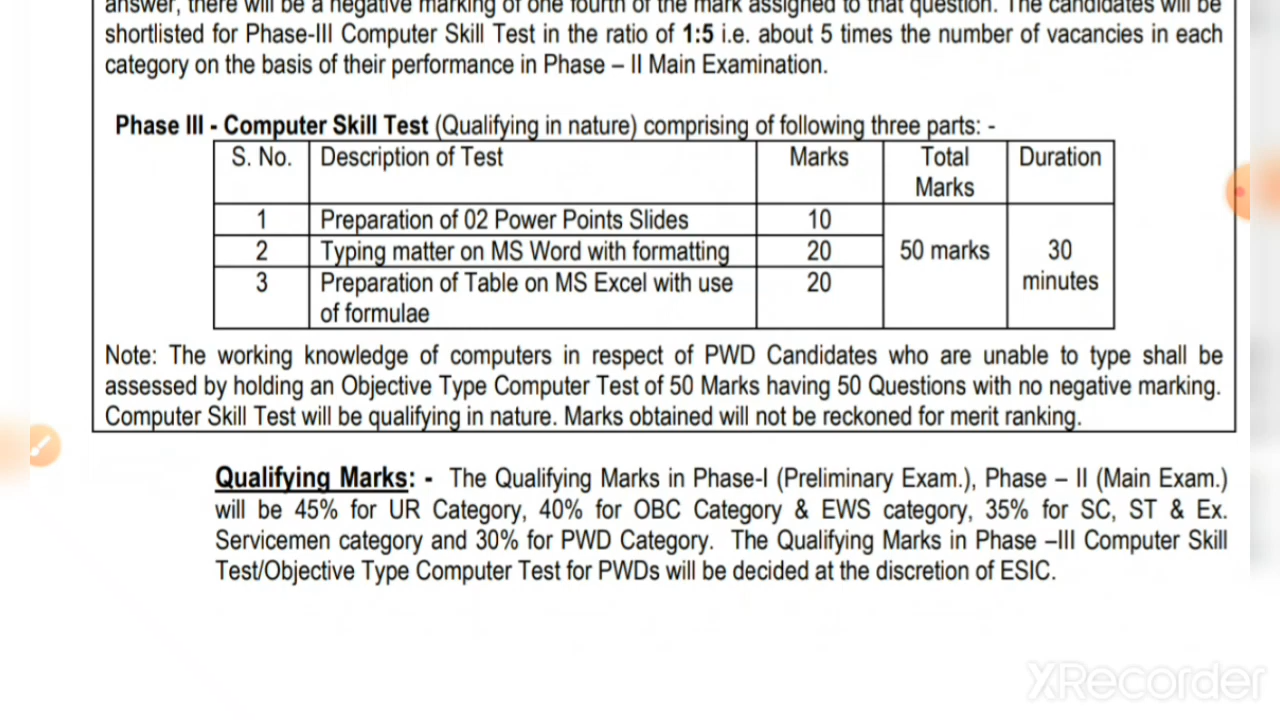 answer, there will be a negative marking of one fourth of the mark assigned to that question. The candidates will be
shortlisted for Phase-III Computer Skill Test in the ratio of 1:5 i.e. about 5 times the number of vacancies in each
category on the basis of their performance in Phase – II Main Examination.
Phase III - Computer Skill Test (Qualifying in nature) comprising of following three parts: -
S. No. Description of Test Marks Total Marks Duration
1 Preparation of 02 Power Points Slides 10
2 Typing matter on MS Word with formatting 20 50 marks 30 minutes
3 Preparation of Table on MS Excel with use 20
of formulae
Note: The working knowledge of computers in respect of PWD Candidates who are unable to type shall be
assessed by holding an Objective Type Computer Test of 50 Marks having 50 Questions with no negative marking.
Computer Skill Test will be qualifying in nature. Marks obtained will not be reckoned for merit ranking.
Qualifying Marks: - The Qualifying Marks in Phase-I (Preliminary Exam.), Phase – II (Main Exam.)
will be 45% for UR Category, 40% for OBC Category & EWS category, 35% for SC, ST & Ex.
Servicemen category and 30% for PWD Category. The Qualifying Marks in Phase –III Computer Skill
Test/Objective Type Computer Test for PWDs will be decided at the discretion of ESIC.
XRecorder